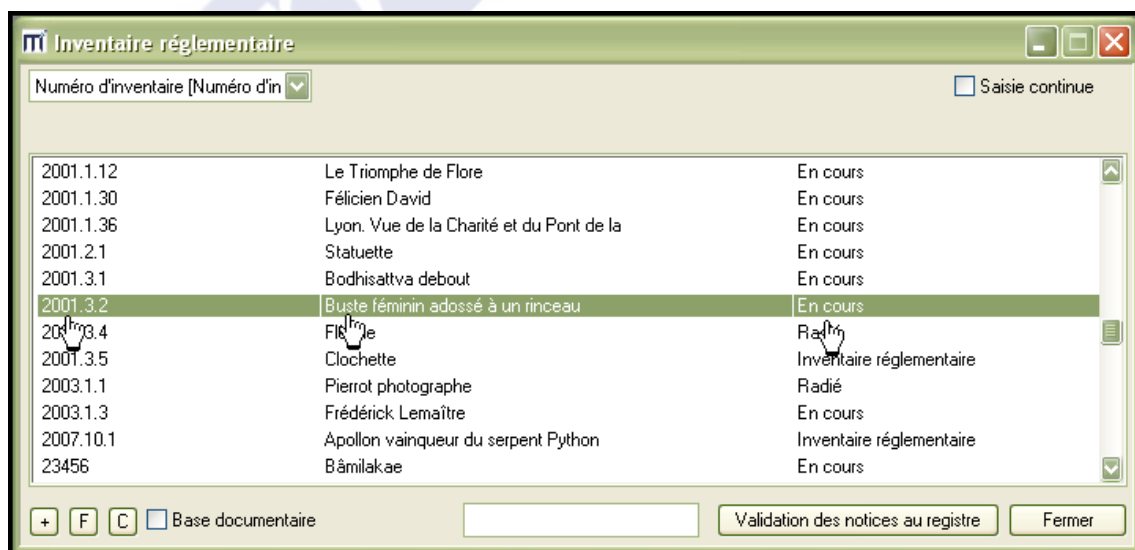 Inventaire réglementaire
Numéro d'inventaire [Numéro d'in Saisie continue
2001.1.12 Le Triomphe de Flore En cours
2001.1.30 Félicien David En cours
2001.1.36 Lyon. Vue de la Charité et du Pont de la En cours
2001.2.1 Statuette En cours
2001.3.1 Bodhisattva debout En cours
2001.3.2 Buste féminin adossé à un rinceau En cours
2001.3.5 Clochette Inventaire réglementaire
2003.1.1 Pierrot photographe Radié
2003.1.3 Frédérick Lemaître En cours
2007.10.1 Apollon vainqueur du serpent Python Inventaire réglementaire
23456 Bâmilakae En cours
+ F C Base documentaire Validation des notices au registre Fermer